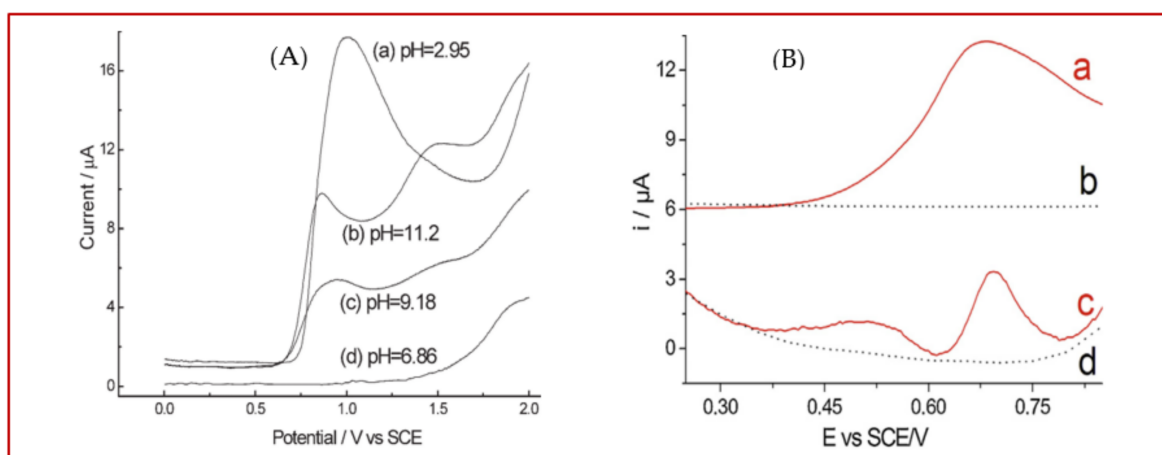 (A)
(a) pH=2.95
(b) pH=11.2
(c) pH=9.18
(d) pH=6.86
16
12
8
4
0
Current / μA
0.0 0.5 1.0 1.5 2.0
Potential / V vs SCE
(B)
a
b
c
d
12
9
6
3
0
i / μA
0.30 0.45 0.60 0.75
E vs SCE/V